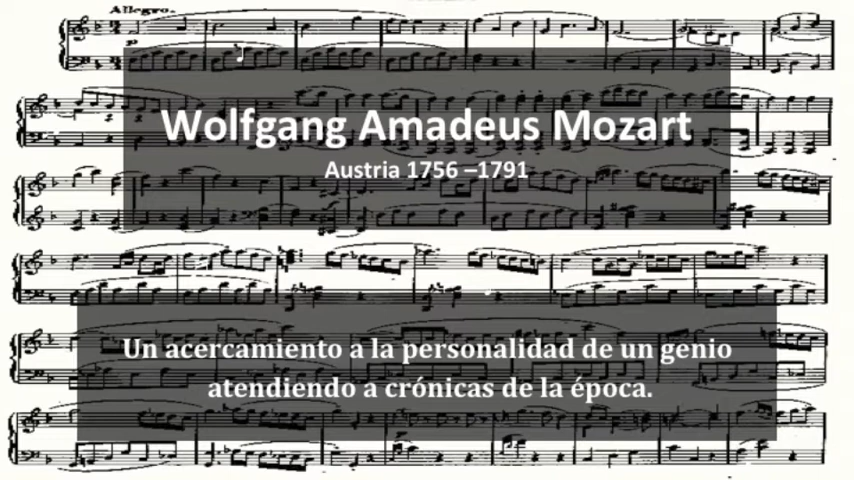 Allegro.
Wolfgang Amadeus Mozart
Austria 1756 –1791
Un acercamiento a la personalidad de un genio
atendiendo a crónicas de la época.